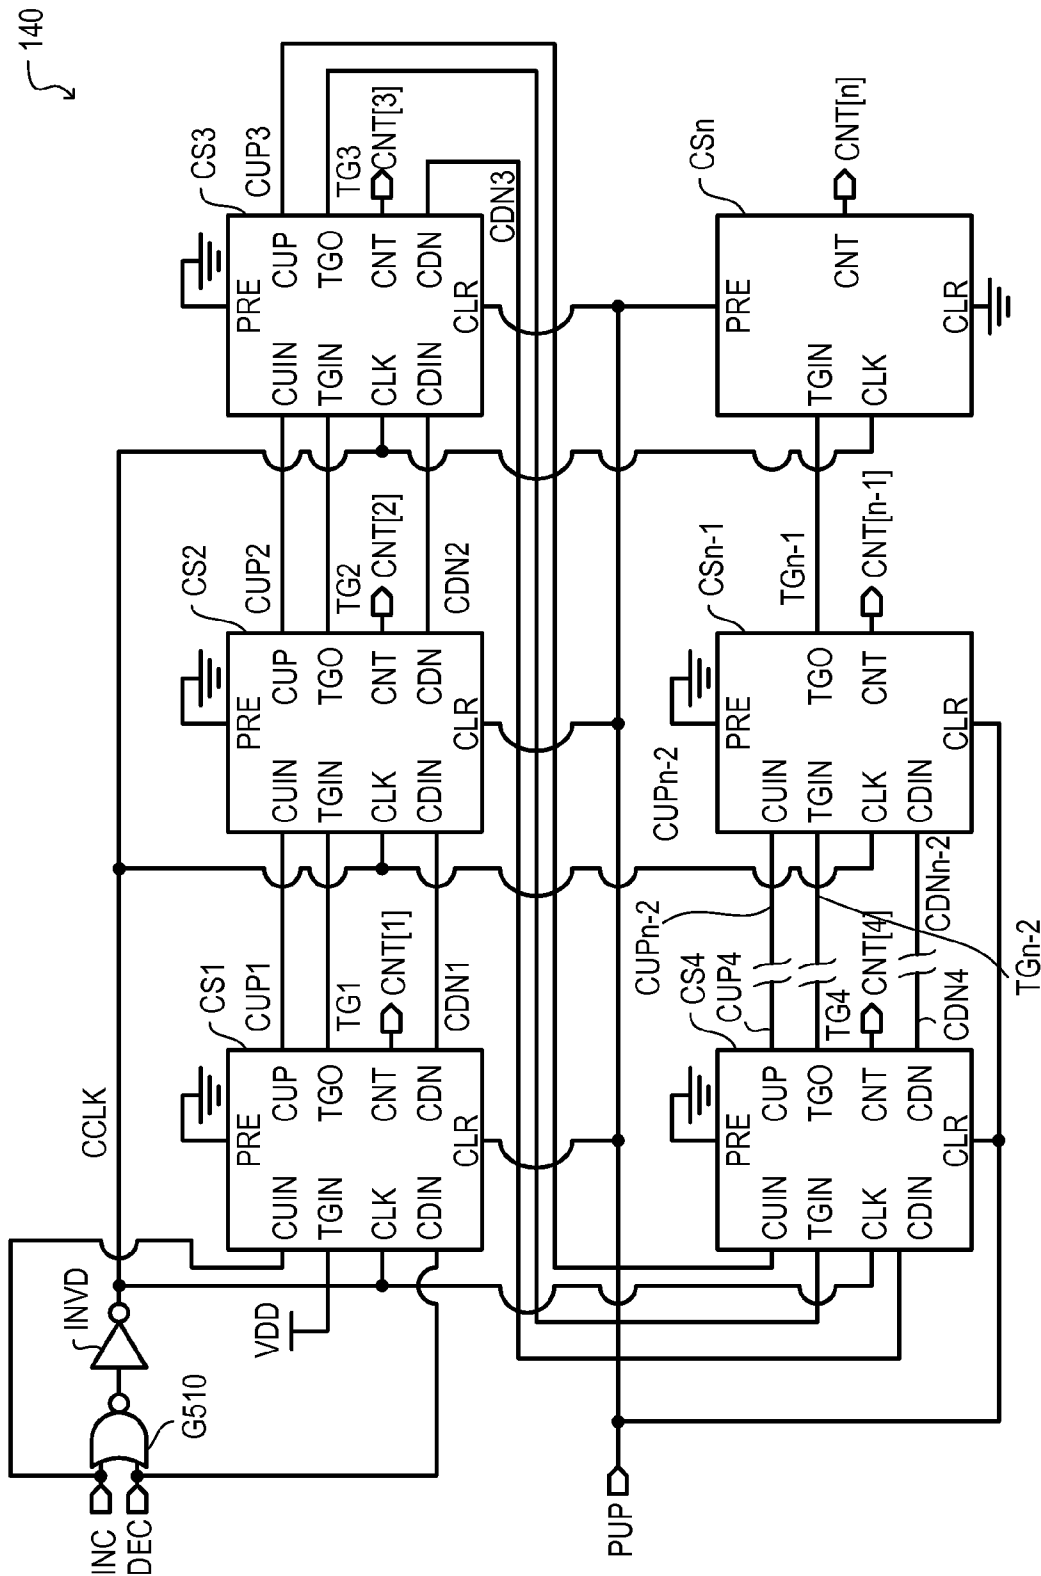 140
INC
DEC
G510
INVD
CCLK
VDD
PUP
CS1
PRE
CUIN CUP
TGIN TGO
CLK CNT
CDIN CDN
CLR
CUP1
TG1
CNT[1]
CDN1
CS2
PRE
CUIN CUP
TGIN TGO
CLK CNT
CDIN CDN
CLR
CUP2
TG2
CNT[2]
CDN2
CS3
PRE
CUIN CUP
TGIN TGO
CLK CNT
CDIN CDN
CLR
CUP3
TG3
CNT[3]
CDN3
CS4
PRE
CUIN CUP
TGIN TGO
CLK CNT
CDIN CDN
CLR
CUP4
TG4
CNT[4]
CDN4
CUPn-2
CUPn-2
TGn-2
CDNn-2
CSn-1
PRE
CUIN
TGIN TGO
CLK CNT
CDIN
CLR
TGn-1
CNT[n-1]
CSn
PRE
TGIN
CLK CNT
CLR
CNT[n]